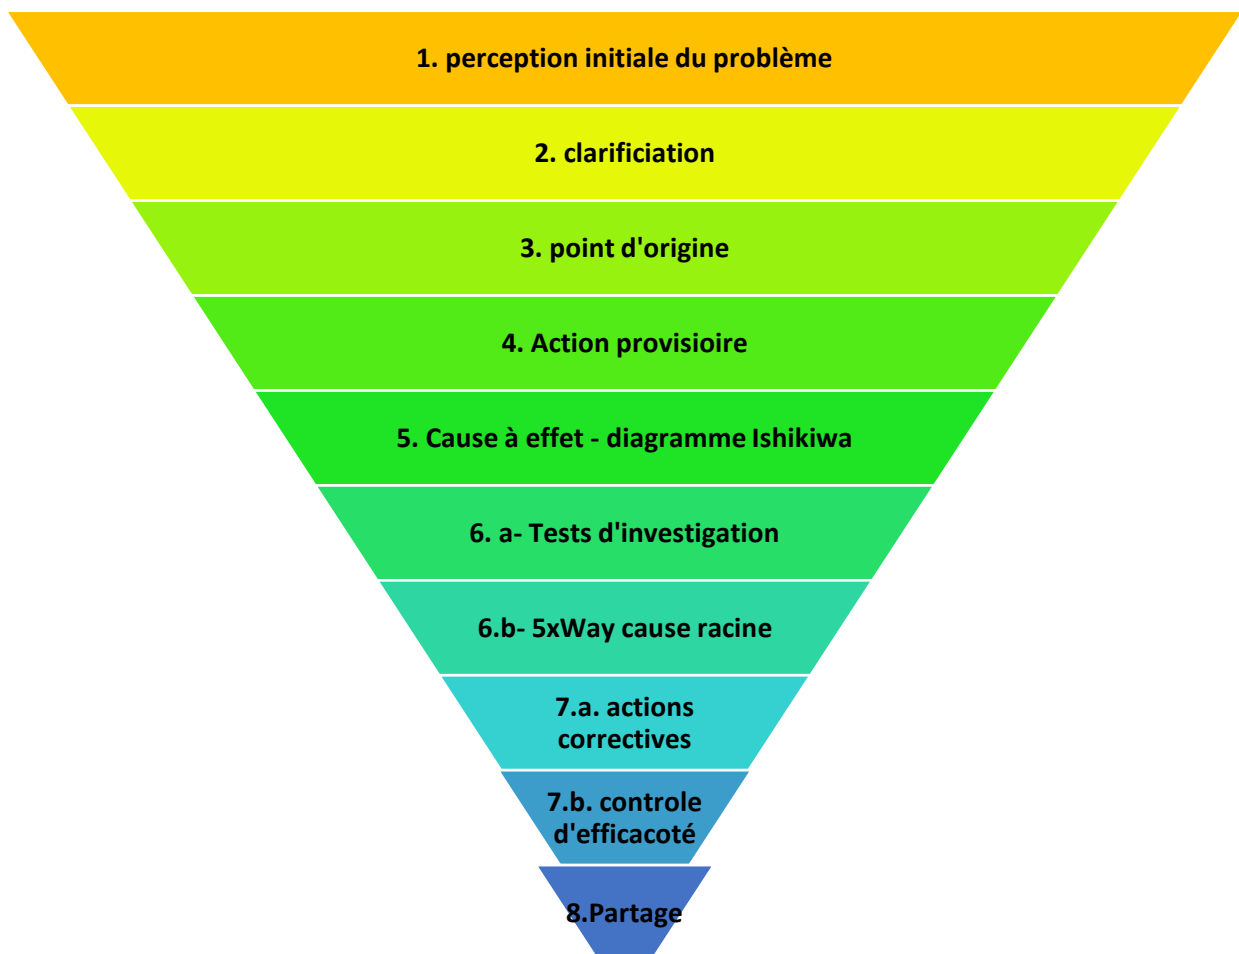 1. perception initiale du problème
2. clarificiation
3. point d'origine
4. Action provisioire
5. Cause à effet - diagramme Ishikiwa
6. a- Tests d'investigation
6.b- 5xWay cause racine
7.a. actions
correctives
7.b. controle
d'efficacoté
8.Partage